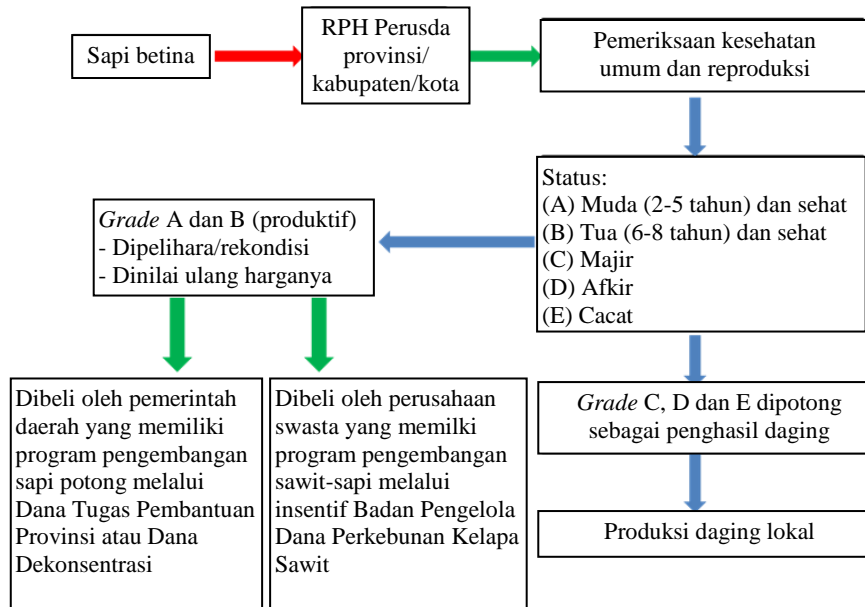 Sapi betina
RPH Perusda
provinsi/
kabupaten/kota
Pemeriksaan kesehatan
umum dan reproduksi
Status:
(A) Muda (2-5 tahun) dan sehat
(B) Tua (6-8 tahun) dan sehat
(C) Majir
(D) Afkir
(E) Cacat
Grade A dan B (produktif)
- Dipelihara/rekondisi
- Dinilai ulang harganya
Dibeli oleh pemerintah
daerah yang memiliki
program pengembangan
sapi potong melalui
Dana Tugas Pembantuan
Provinsi atau Dana
Dekonsentrasi
Dibeli oleh perusahaan
swasta yang memilki
program pengembangan
sawit-sapi melalui
insentif Badan Pengelola
Dana Perkebunan Kelapa
Sawit
Grade C, D dan E dipotong
sebagai penghasil daging
Produksi daging lokal